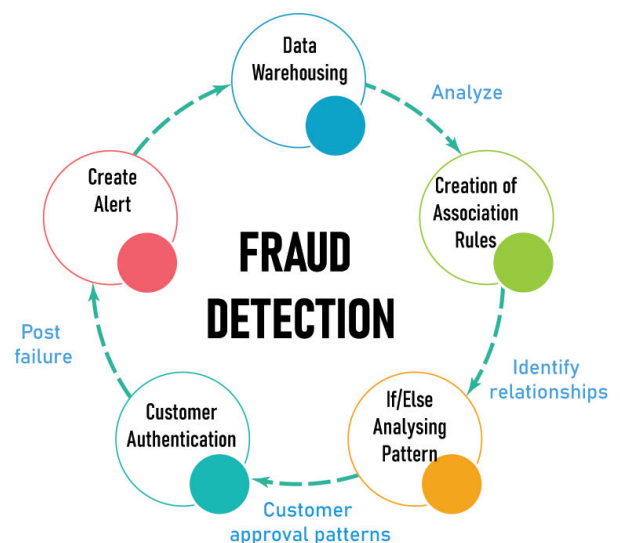 Data
Warehousing
Analyze
Create
Alert
Creation of
Association
Rules
FRAUD
DETECTION
Post
failure
Identify
relationships
Customer
Authentication
If/Else
Analysing
Pattern
Customer
approval patterns